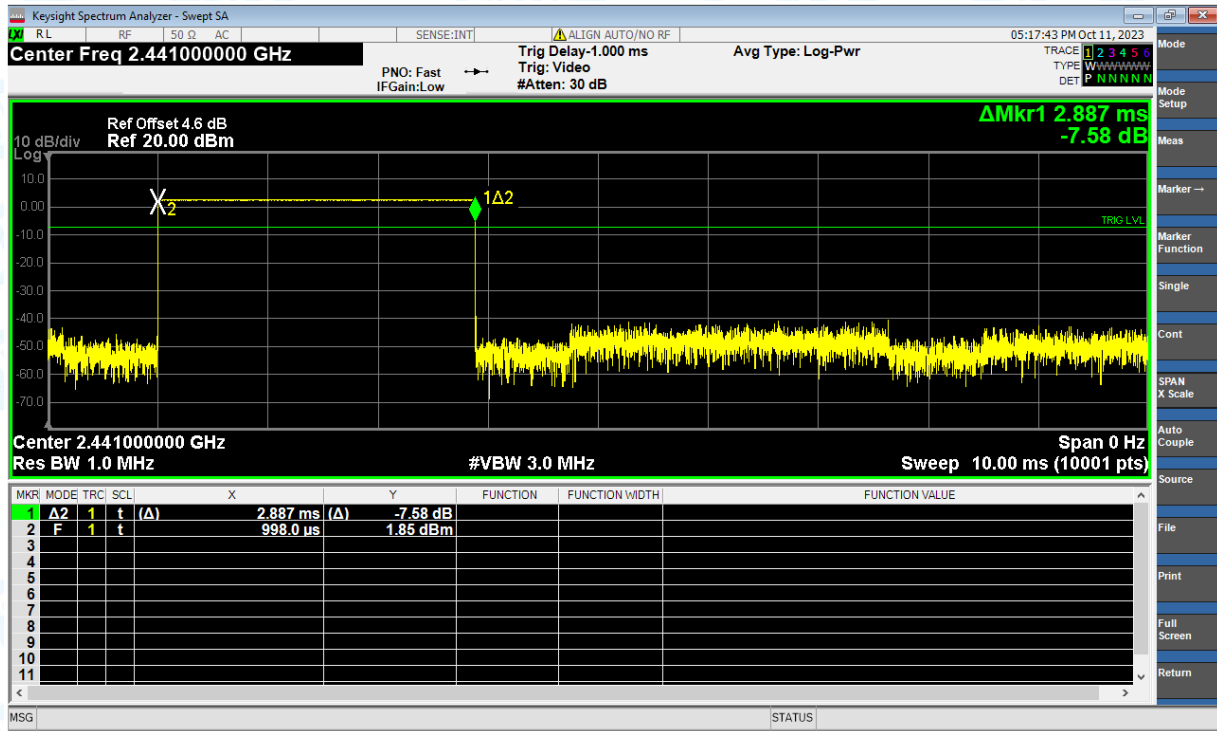 Keysight Spectrum Analyzer - Swept SA
LXI RL RF 50 Ω AC SENSE:INT ALIGN AUTO/NO RF 05:17:43 PM Oct 11, 2023
Center Freq 2.441000000 GHz
PNO: Fast
IFGain:Low
Trig Delay-1.000 ms
Trig: Video
#Atten: 30 dB
Avg Type: Log-Pwr
TRACE 1 2 3 4 5 6
TYPE WWWWWW
DET P N N N N N
ΔMkr1 2.887 ms
-7.58 dB
Ref Offset 4.6 dB
10 dB/div Ref 20.00 dBm
Log
10.0
0.00
-10.0
-20.0
-30.0
-40.0
-50.0
-60.0
-70.0
2
1Δ2
TRIG LVL
Center 2.441000000 GHz Span 0 Hz
Res BW 1.0 MHz #VBW 3.0 MHz Sweep 10.00 ms (10001 pts)
MKR MODE TRC SCL X Y FUNCTION FUNCTION WIDTH FUNCTION VALUE
1 Δ2 1 t (Δ) 2.887 ms (Δ) -7.58 dB
2 F 1 t 998.0 µs 1.85 dBm
3
4
5
6
7
8
9
10
11
MSG STATUS
Mode
Mode
Setup
Meas
Marker→
Marker
Function
Single
Cont
SPAN
X Scale
Auto
Couple
Source
File
Print
Full
Screen
Return